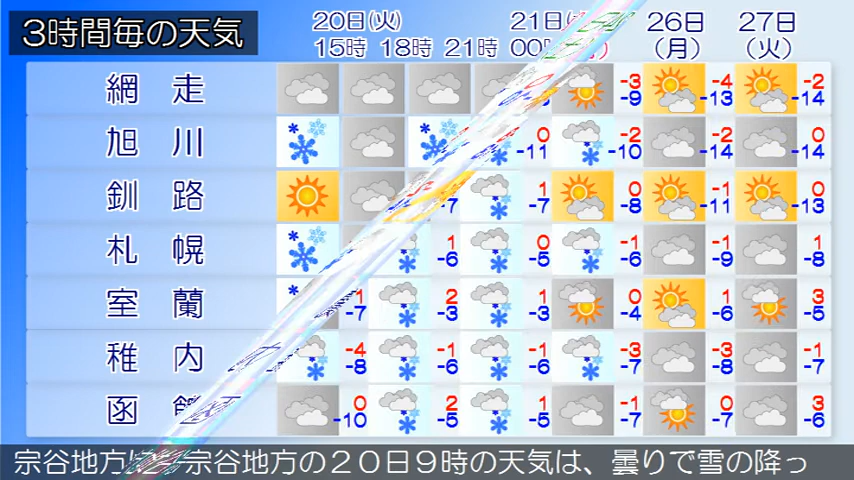 3時間毎の天気
20日(火) 21日 26日 27日
15時 18時 21時 00 (月) (火)
網走 -3 -9 -4 -13 -2 -14
旭川 0 -11 -2 -10 -2 -14 0 -14
釧路 -7 1 -7 0 -8 -1 -11 0 -13
札幌 1 -6 0 -5 -1 -6 -1 -9 1 -8
室蘭 1 -7 2 -3 1 -3 0 -4 1 -6 3 -5
稚内 -4 -8 -1 -6 -1 -6 -3 -7 -3 -8 -1 -7
函 0 -10 2 -5 1 -5 -1 -7 0 -7 3 -6
宗谷地方 宗谷地方の20日9時の天気は、曇りで雪の降っ